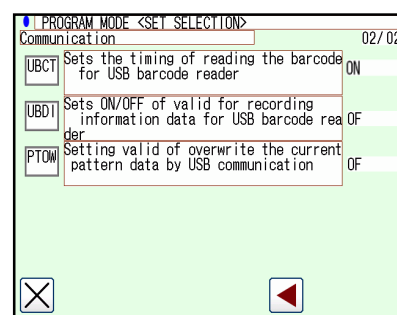 PROGRAM MODE <SET SELECTION>
Communication 02/02
UBCT Sets the timing of reading the barcode for USB barcode reader ON
UBDI Sets ON/OFF of valid for recording information data for USB barcode rea
der OF
PTOW Setting valid of overwrite the current pattern data by USB communication OF